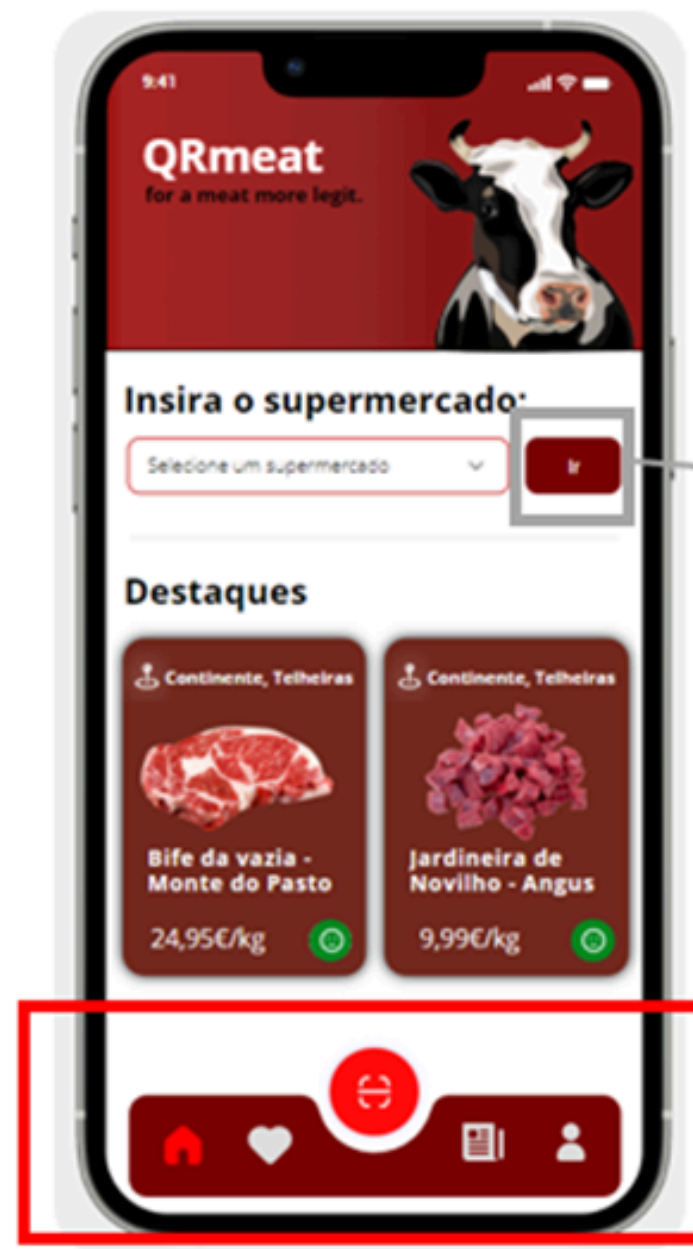 9:41
QRmeat
for a meat more legit.
Insira o supermercado:
Selecione um supermercado
Ir
Destaques
Continente, Telheiras
Continente, Telheiras
Bife da vazia -
Monte do Pasto
24,95€/kg
Jardineira de
Novilho - Angus
9,99€/kg